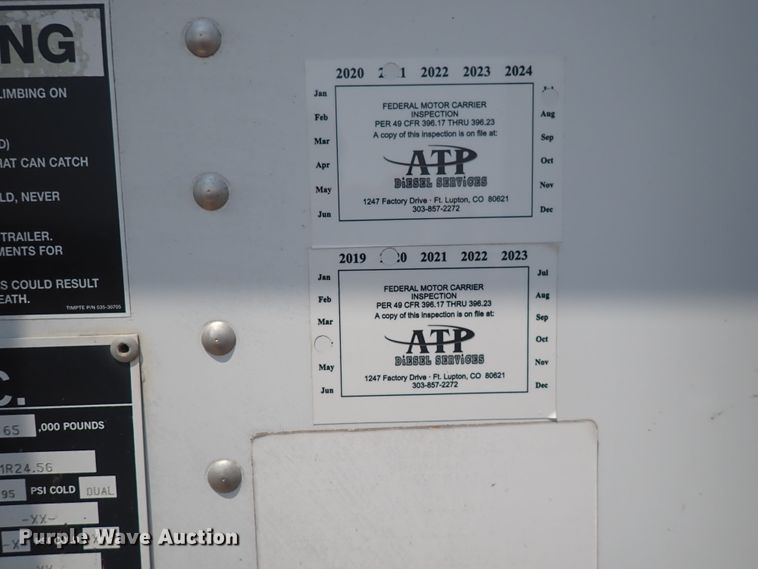 NG
LIMBING ON
D)
HAT CAN CATCH
LD, NEVER
TRAILER.
MENTS FOR
S COULD RESULT
EATH.
TIMPTE P/N 035-30705
C.
65 ,000 POUNDS
1R24.5G
95 PSI COLD DUAL
-XX-
2020 2 1 2022 2023 2024
Jan
Feb Aug
Mar Sep
Apr Oct
May Nov
Jun Dec
FEDERAL MOTOR CARRIER
INSPECTION
PER 49 CFR 396.17 THRU 396.23
A copy of this inspection is on file at:
ATP
DiESEL SERViCES
1247 Factory Drive · Ft. Lupton, CO 80621
303-857-2272
2019 20 2021 2022 2023
Jan Jul
Feb Aug
Mar Sep
Oct
May Nov
Jun Dec
FEDERAL MOTOR CARRIER
INSPECTION
PER 49 CFR 396.17 THRU 396.23
A copy of this inspection is on file at:
ATP
DiESEL SERViCES
1247 Factory Drive · Ft. Lupton, CO 80621
303-857-2272
Purple Wave Auction